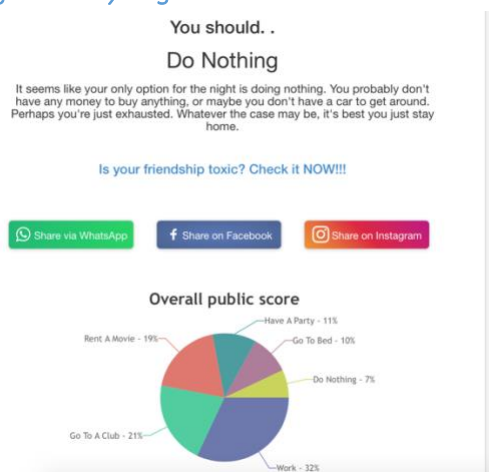 You should. .
Do Nothing
It seems like your only option for the night is doing nothing. You probably don't
have any money to buy anything, or maybe you don't have a car to get around.
Perhaps you're just exhausted. Whatever the case may be, it's best you just stay
home.
Is your friendship toxic? Check it NOW!!!
Share via WhatsApp
Share on Facebook
Share on Instagram
Overall public score
Have A Party - 11%
Rent A Movie - 19%
Go To Bed - 10%
Do Nothing - 7%
Go To A Club - 21%
Work - 32%